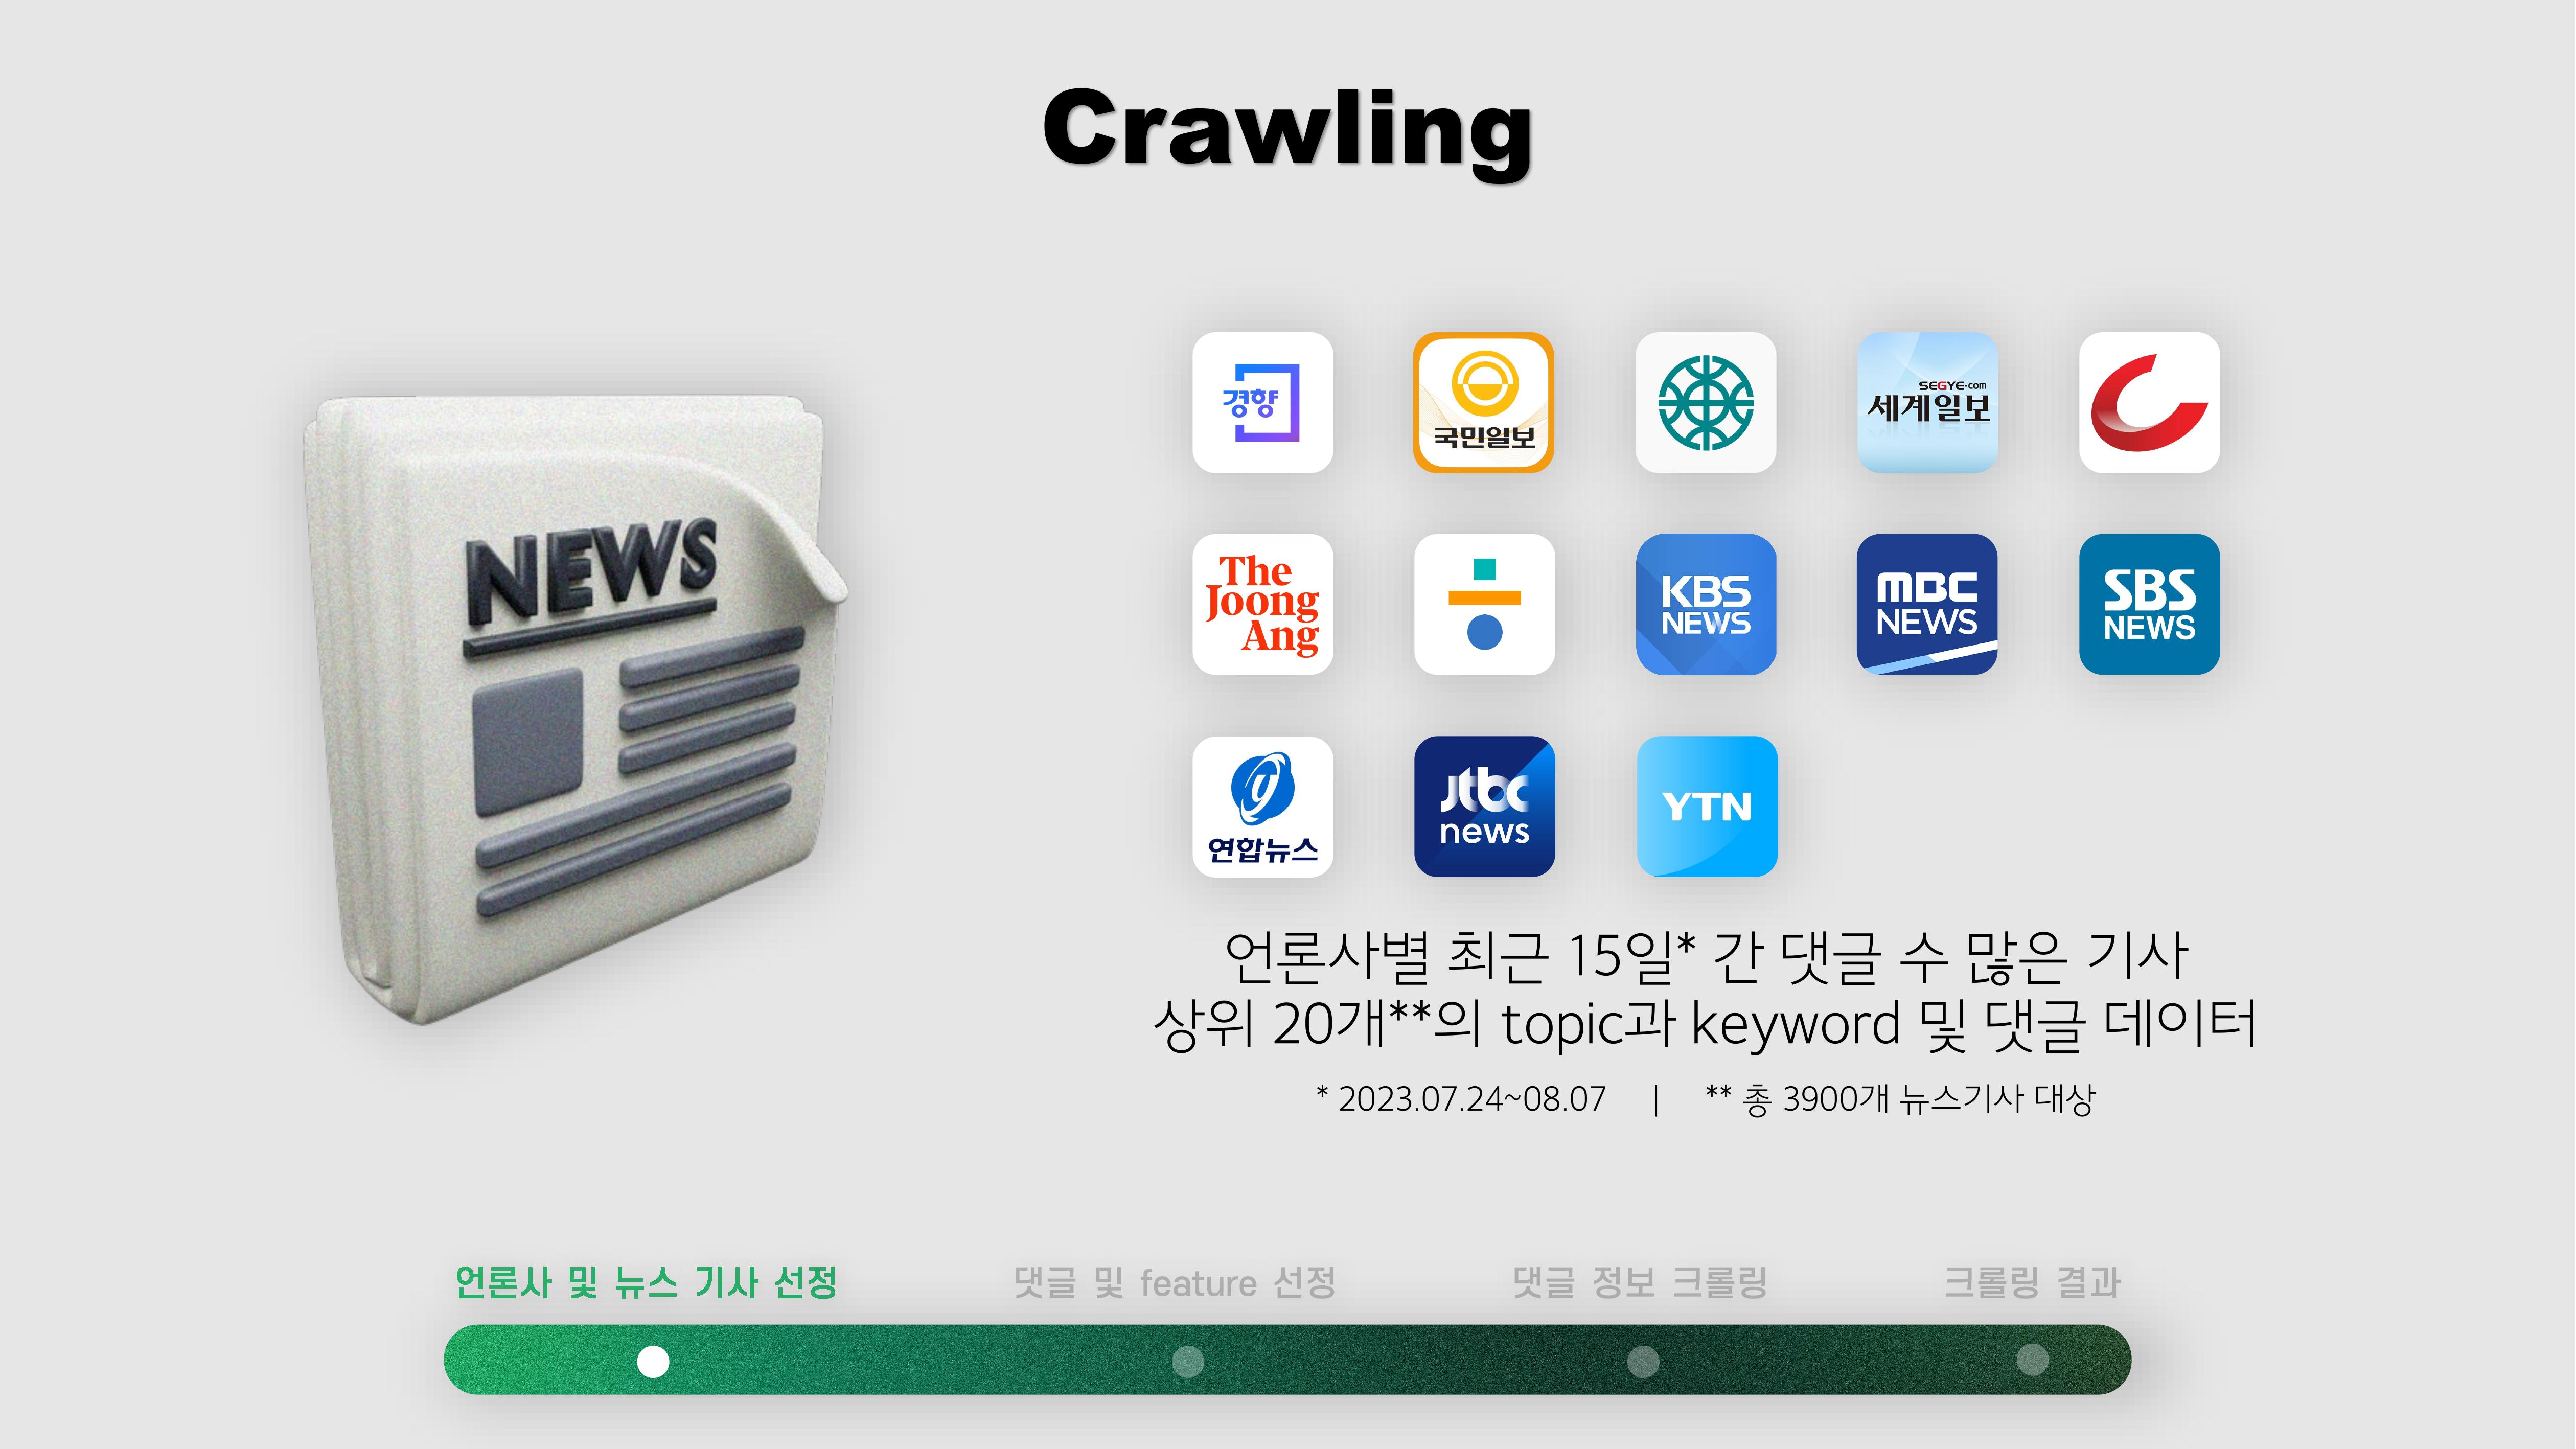 Crawling
NEWS
경향
국민일보
SEGYE.com
세계일보
The
Joong
Ang
KBS
NEWS
MBC
NEWS
SBS
NEWS
y
연합뉴스
jtbc
news
YTN
언론사별 최근 15일* 간 댓글 수 많은 기사
상위 20개**의 topic과 keyword 및 댓글 데이터
* 2023.07.24~08.07 | ** 총 3900개 뉴스기사 대상
언론사 및 뉴스 기사 선정
댓글 및 feature 선정
댓글 정보 크롤링
크롤링 결과